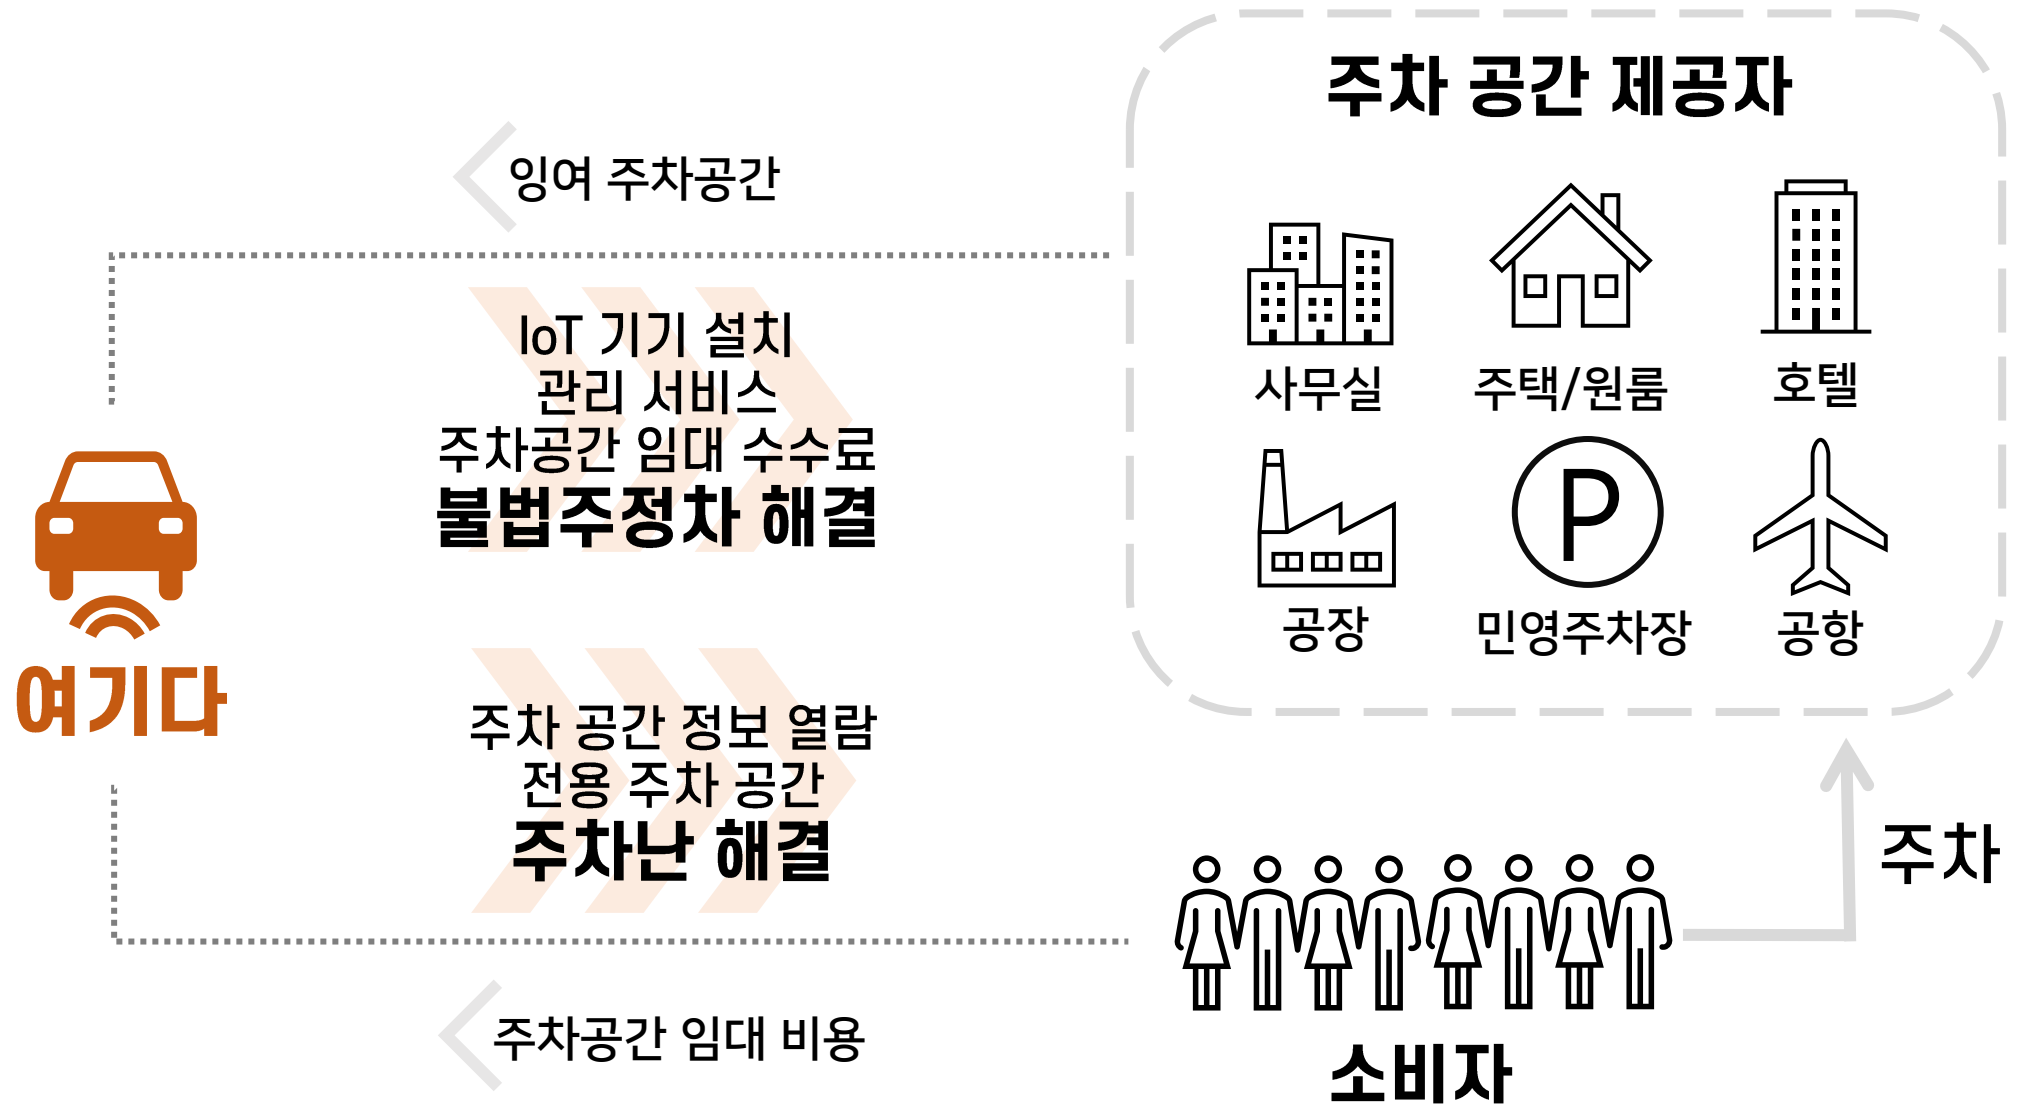 주차 공간 제공자
잉여 주차공간
IoT 기기 설치
관리 서비스
주차공간 임대 수수료
불법주정차 해결
사무실
주택/원룸
호텔
P
공장
민영주차장
공항
여기다
주차 공간 정보 열람
전용 주차 공간
주차난 해결
주차
주차공간 임대 비용
소비자